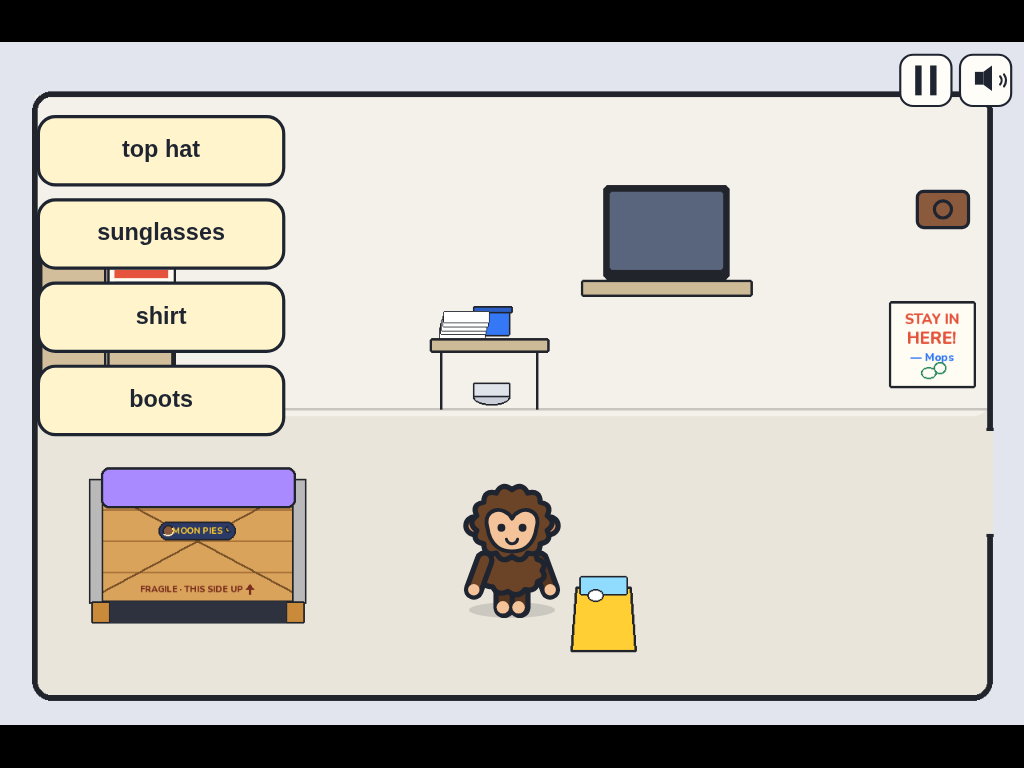 top hat
sunglasses
shirt
boots
STAY IN
HERE!
— Mops
MOON PIES
FRAGILE · THIS SIDE UP